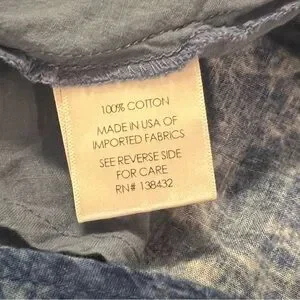 100% COTTON
MADE IN USA OF
IMPORTED FABRICS
SEE REVERSE SIDE
FOR CARE
RN# 138432